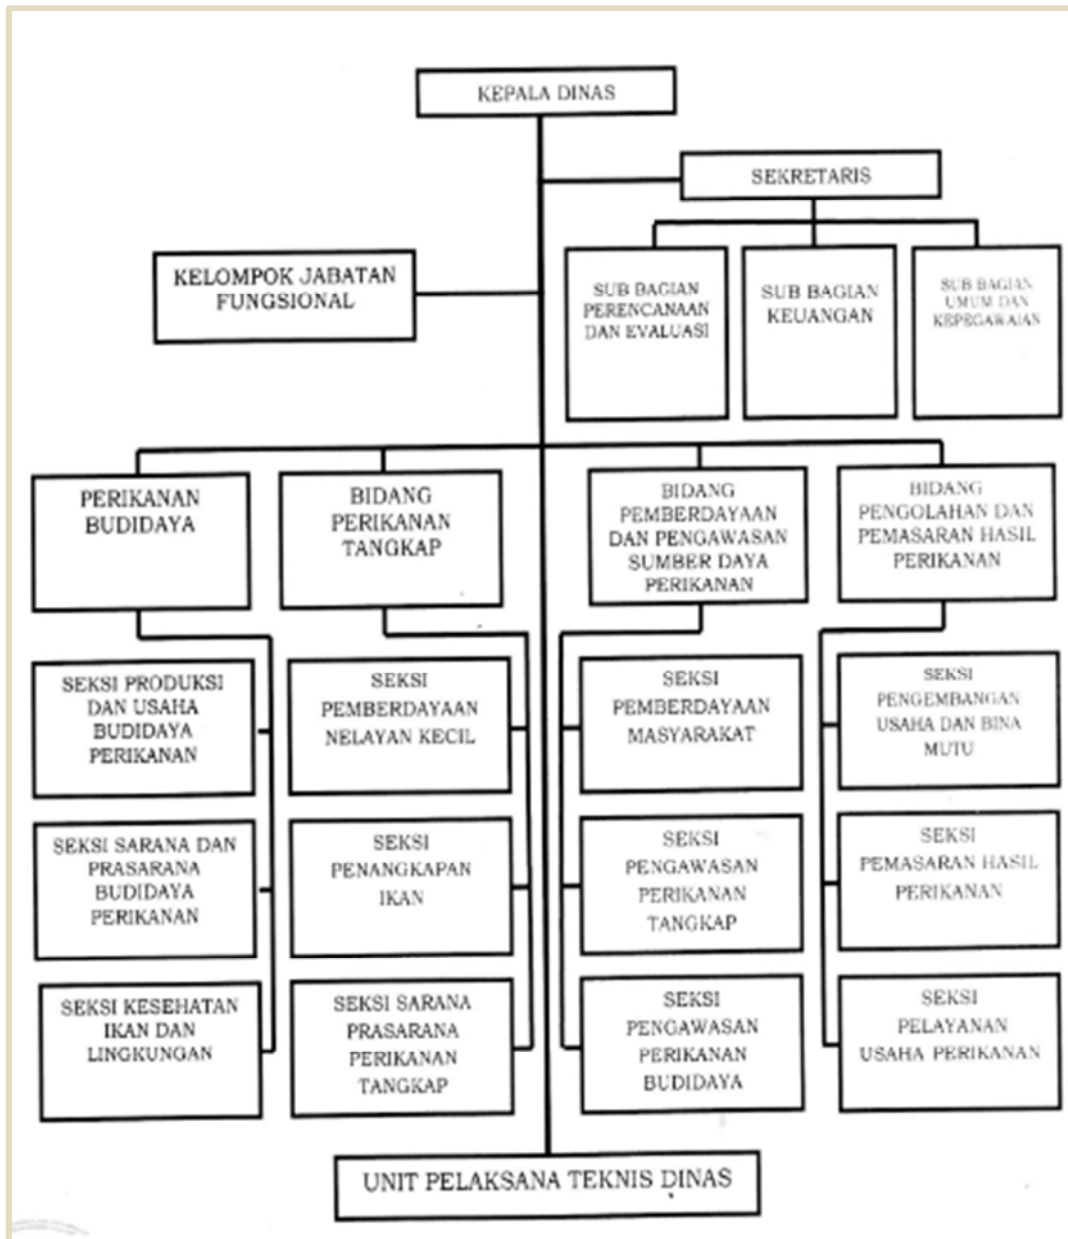 KEPALA DINAS
SEKRETARIS
KELOMPOK JABATAN
FUNGSIONAL
SUB BAGIAN
PERENCANAAN
DAN EVALUASI
SUB BAGIAN
KEUANGAN
SUB BAGIAN
UMUM DAN
KEPEGAWAIAN
PERIKANAN
BUDIDAYA
BIDANG
PERIKANAN
TANGKAP
BIDANG
PEMBERDAYAAN
DAN PENGAWASAN
SUMBER DAYA
PERIKANAN
BIDANG
PENGOLAHAN DAN
PEMASARAN HASIL
PERIKANAN
SEKSI PRODUKSI
DAN USAHA
BUDIDAYA
PERIKANAN
SEKSI
PEMBERDAYAAN
NELAYAN KECIL
SEKSI
PEMBERDAYAAN
MASYARAKAT
SEKSI
PENGEMBANGAN
USAHA DAN BINA
MUTU
SEKSI SARANA DAN
PRASARANA
BUDIDAYA
PERIKANAN
SEKSI
PENANGKAPAN
IKAN
SEKSI
PENGAWASAN
PERIKANAN
TANGKAP
SEKSI
PEMASARAN HASIL
PERIKANAN
SEKSI KESEHATAN
IKAN DAN
LINGKUNGAN
SEKSI SARANA
PRASARANA
PERIKANAN
TANGKAP
SEKSI
PENGAWASAN
PERIKANAN
BUDIDAYA
SEKSI
PELAYANAN
USAHA PERIKANAN
UNIT PELAKSANA TEKNIS DINAS